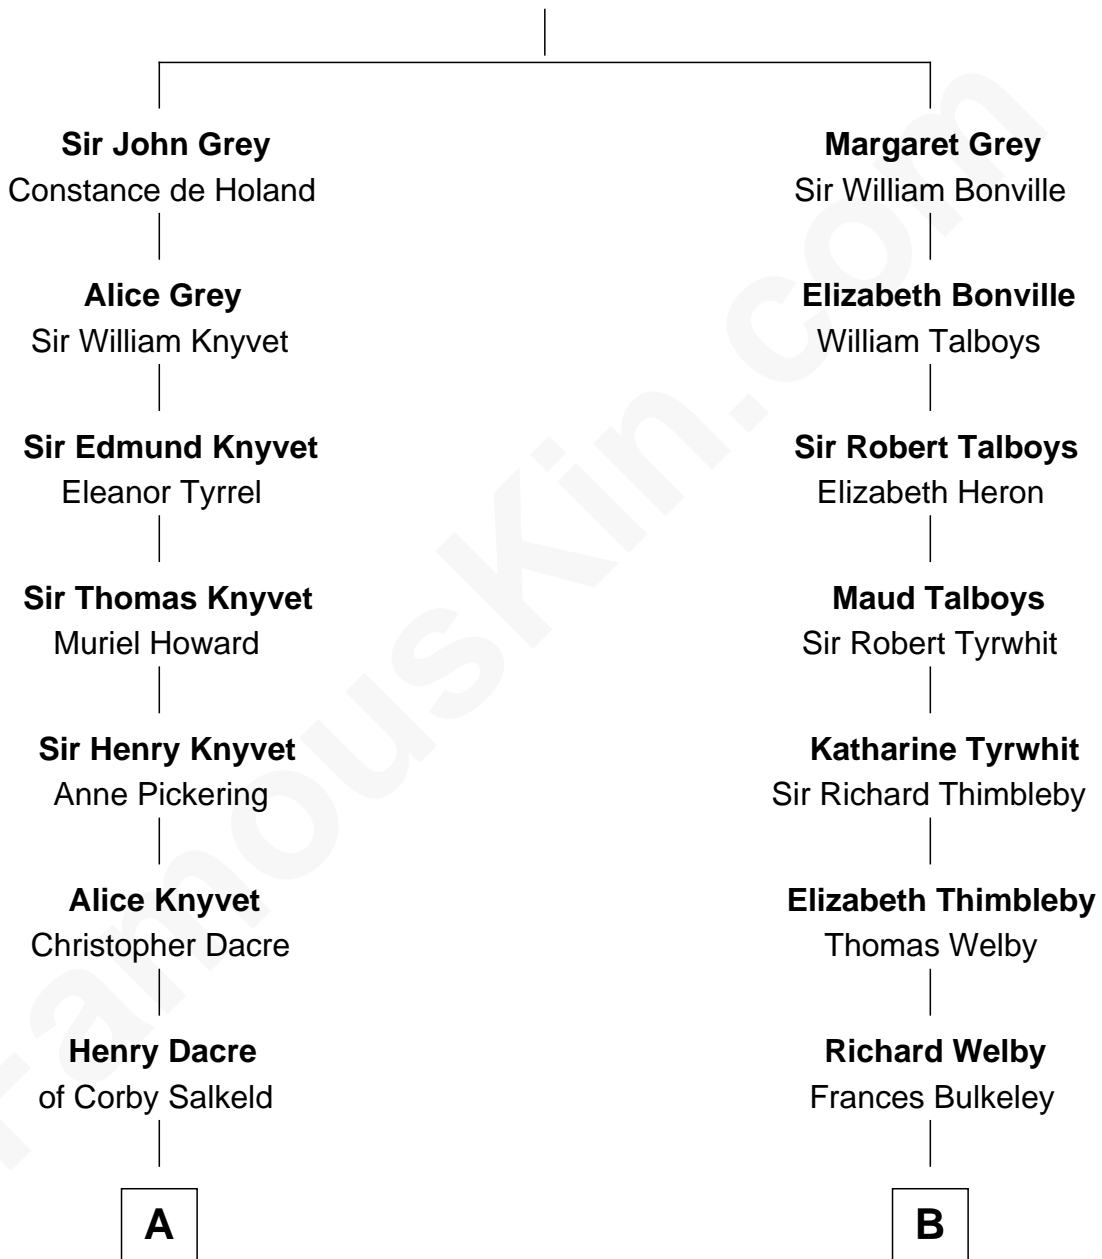 Sir John Grey
Constance de Holand
Alice Grey
Sir William Knyvet
Sir Edmund Knyvet
Eleanor Tyrrel
Sir Thomas Knyvet
Muriel Howard
Sir Henry Knyvet
Anne Pickering
Alice Knyvet
Christopher Dacre
Henry Dacre
of Corby Salkeld
A
Margaret Grey
Sir William Bonville
Elizabeth Bonville
William Talboys
Sir Robert Talboys
Elizabeth Heron
Maud Talboys
Sir Robert Tyrwhit
Katharine Tyrwhit
Sir Richard Thimbleby
Elizabeth Thimbleby
Thomas Welby
Richard Welby
Frances Bulkeley
B
FamousKin.com